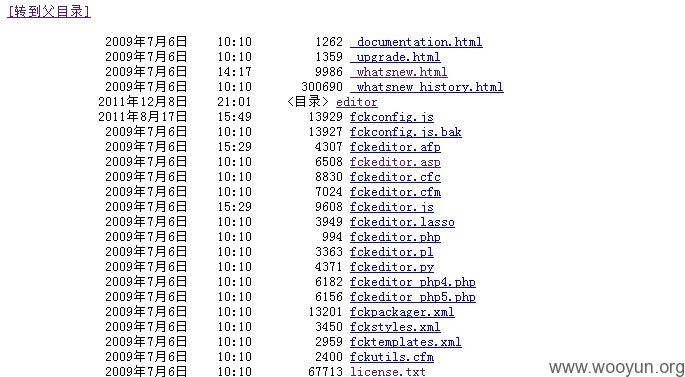 [转到父目录]
2009年7月6日 10:10 1262 _documentation.html
2009年7月6日 10:10 1359 _upgrade.html
2009年7月6日 14:17 9986 _whatsnew.html
2009年7月6日 10:10 300690 _whatsnew_history.html
2011年12月8日 21:01 <目录> editor
2011年8月17日 15:49 13929 fckconfig.js
2009年7月6日 10:10 13927 fckconfig.js.bak
2009年7月6日 15:29 4307 fckeditor.afp
2009年7月6日 10:10 6508 fckeditor.asp
2009年7月6日 10:10 8830 fckeditor.cfc
2009年7月6日 10:10 7024 fckeditor.cfm
2009年7月6日 15:29 9608 fckeditor.js
2009年7月6日 10:10 3949 fckeditor.lasso
2009年7月6日 10:10 994 fckeditor.php
2009年7月6日 10:10 3363 fckeditor.pl
2009年7月6日 10:10 4371 fckeditor.py
2009年7月6日 10:10 6182 fckeditor_php4.php
2009年7月6日 10:10 6156 fckeditor_php5.php
2009年7月6日 10:10 13201 fckpackager.xml
2009年7月6日 10:10 3450 fckstyles.xml
2009年7月6日 10:10 2959 fcktemplates.xml
2009年7月6日 10:10 2400 fckutils.cfm
2009年7月6日 10:10 67713 license.txt
www.wooyun.org